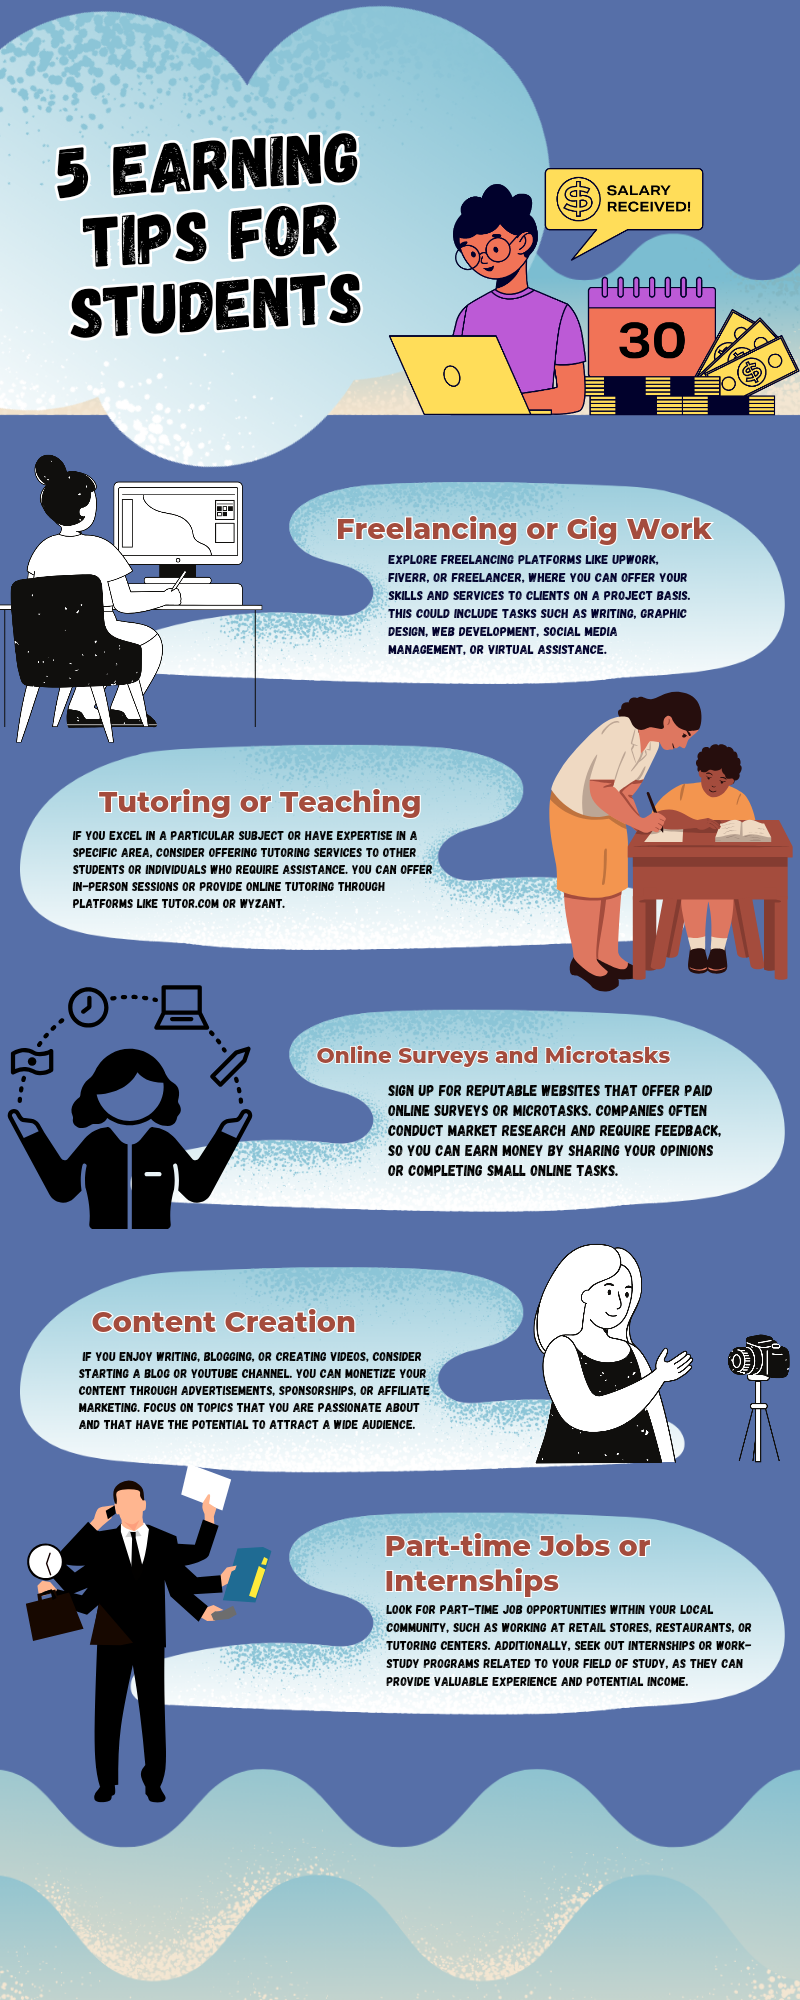 5 EARNING
TIPS FOR
STUDENTS
SALARY
RECEIVED!
30
Freelancing or Gig Work
EXPLORE FREELANCING PLATFORMS LIKE UPWORK,
FIVERR, OR FREELANCER, WHERE YOU CAN OFFER YOUR
SKILLS AND SERVICES TO CLIENTS ON A PROJECT BASIS.
THIS COULD INCLUDE TASKS SUCH AS WRITING, GRAPHIC
DESIGN, WEB DEVELOPMENT, SOCIAL MEDIA
MANAGEMENT, OR VIRTUAL ASSISTANCE.
Tutoring or Teaching
IF YOU EXCEL IN A PARTICULAR SUBJECT OR HAVE EXPERTISE IN A
SPECIFIC AREA, CONSIDER OFFERING TUTORING SERVICES TO OTHER
STUDENTS OR INDIVIDUALS WHO REQUIRE ASSISTANCE. YOU CAN OFFER
IN-PERSON SESSIONS OR PROVIDE ONLINE TUTORING THROUGH
PLATFORMS LIKE TUTOR.COM OR WYZANT.
Online Surveys and Microtasks
SIGN UP FOR REPUTABLE WEBSITES THAT OFFER PAID
ONLINE SURVEYS OR MICROTASKS. COMPANIES OFTEN
CONDUCT MARKET RESEARCH AND REQUIRE FEEDBACK,
SO YOU CAN EARN MONEY BY SHARING YOUR OPINIONS
OR COMPLETING SMALL ONLINE TASKS.
Content Creation
IF YOU ENJOY WRITING, BLOGGING, OR CREATING VIDEOS, CONSIDER
STARTING A BLOG OR YOUTUBE CHANNEL. YOU CAN MONETIZE YOUR
CONTENT THROUGH ADVERTISEMENTS, SPONSORSHIPS, OR AFFILIATE
MARKETING. FOCUS ON TOPICS THAT YOU ARE PASSIONATE ABOUT
AND THAT HAVE THE POTENTIAL TO ATTRACT A WIDE AUDIENCE.
Part-time Jobs or
Internships
LOOK FOR PART-TIME JOB OPPORTUNITIES WITHIN YOUR LOCAL
COMMUNITY, SUCH AS WORKING AT RETAIL STORES, RESTAURANTS, OR
TUTORING CENTERS. ADDITIONALLY, SEEK OUT INTERNSHIPS OR WORK-
STUDY PROGRAMS RELATED TO YOUR FIELD OF STUDY, AS THEY CAN
PROVIDE VALUABLE EXPERIENCE AND POTENTIAL INCOME.